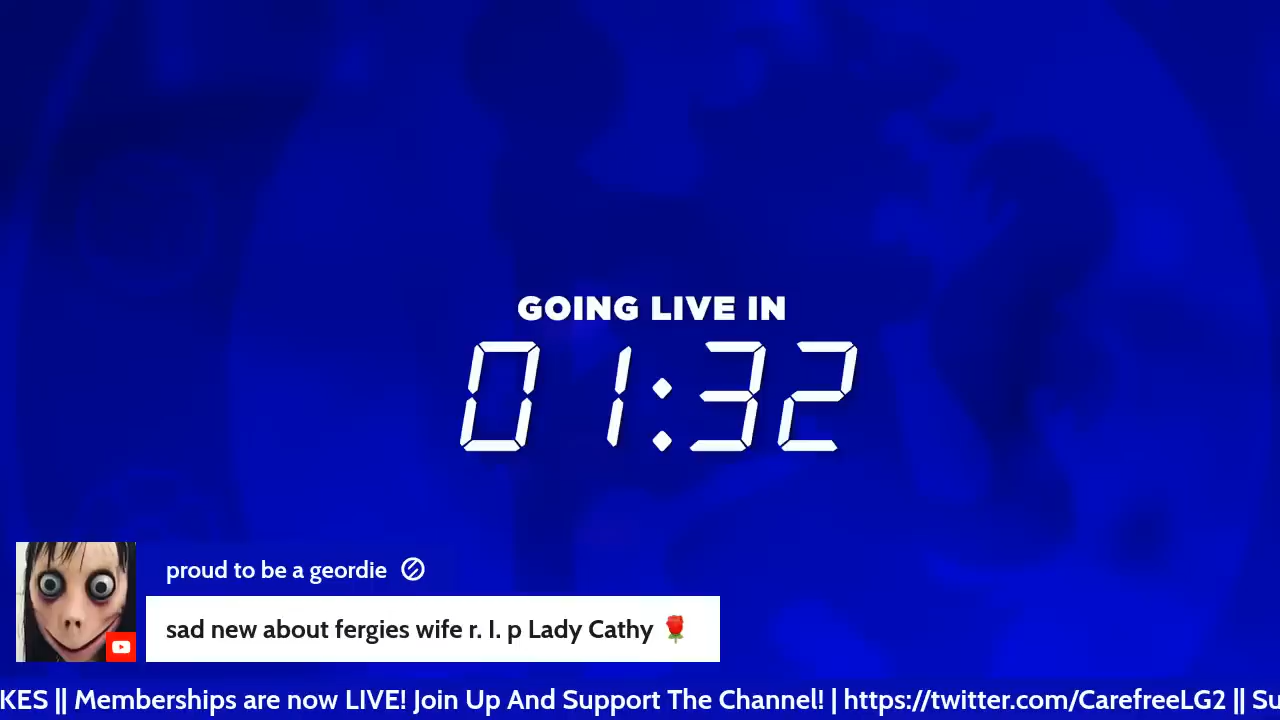 GOING LIVE IN
01:32
proud to be a geordie
sad new about fergies wife r. I. p Lady Cathy 🌹
KES || Memberships are now LIVE! Join Up And Support The Channel! | https://twitter.com/CarefreeLG2 || Su